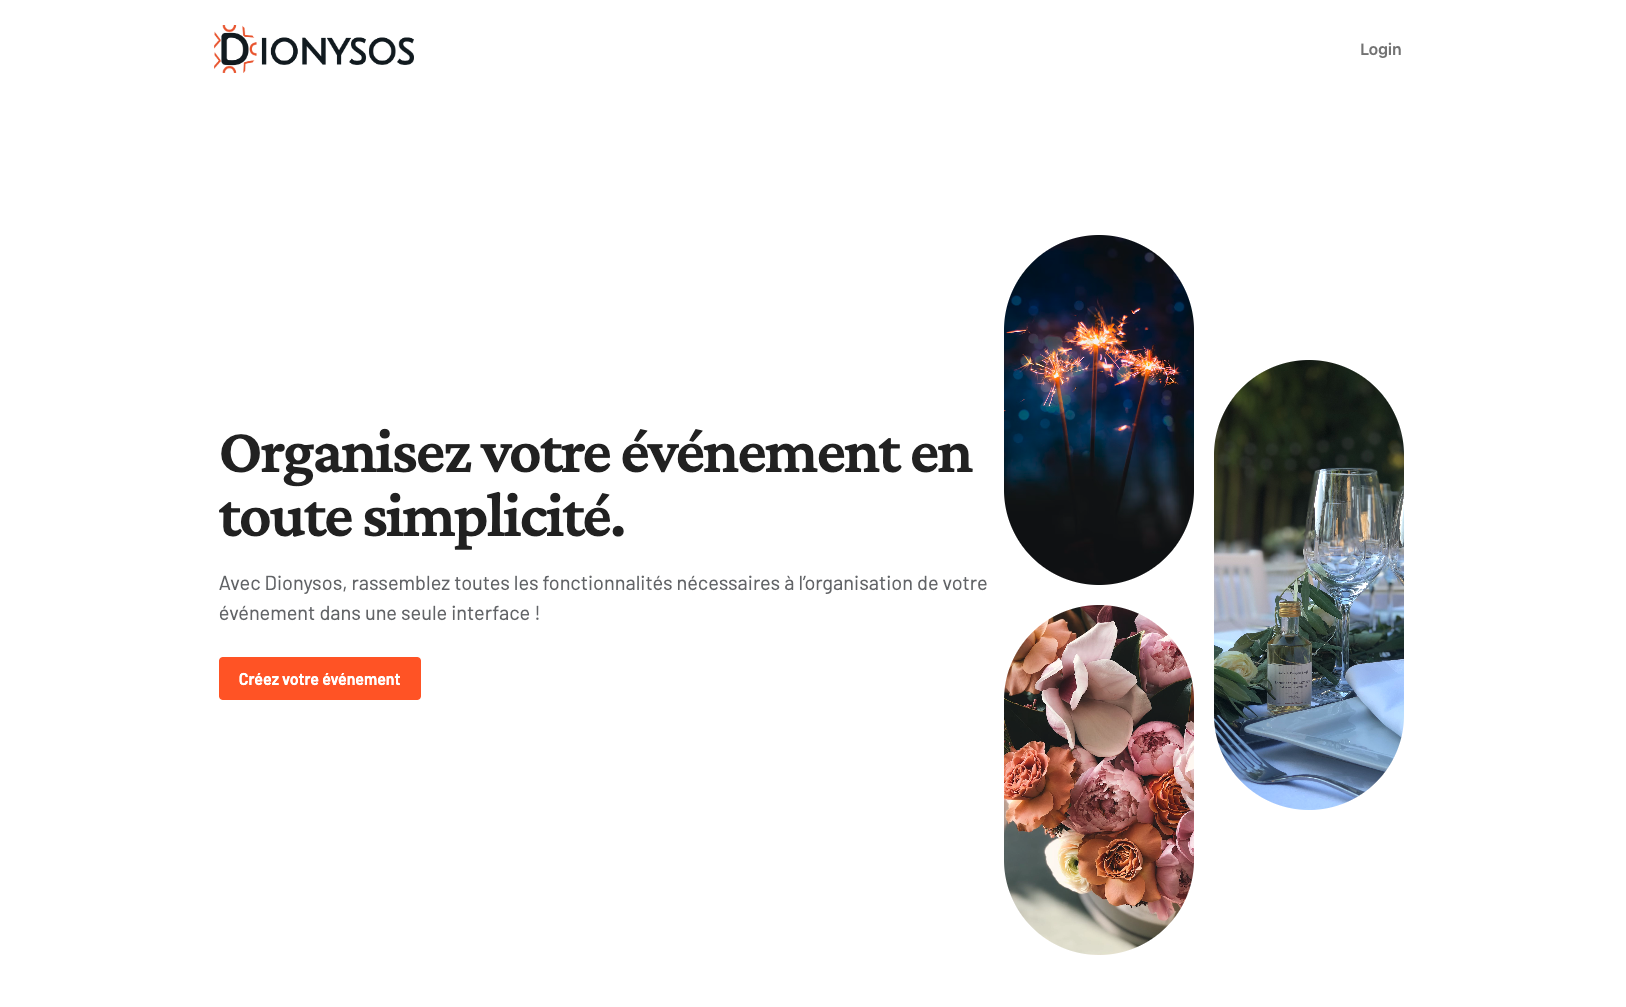 DIONYSOS
Login
Organisez votre événement en
toute simplicité.
Avec Dionysos, rassemblez toutes les fonctionnalités nécessaires à l’organisation de votre
événement dans une seule interface !
Créez votre événement